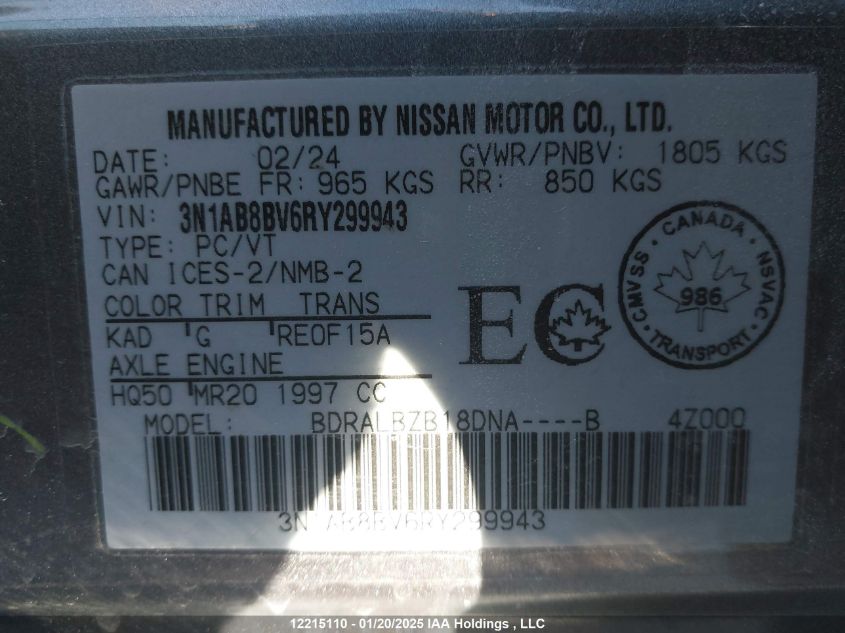 MANUFACTURED BY NISSAN MOTOR CO., LTD.
DATE: 02/24 GVWR/PNBV: 1805 KGS
GAWR/PNBE FR: 965 KGS RR: 850 KGS
VIN: 3N1AB8BV6RY299943
TYPE: PC/VT
CAN ICES-2/NMB-2
COLOR TRIM TRANS
KAD G RE0F15A
AXLE ENGINE
HQ50 MR20 1997 CC
EC
CANADA
CMVSS 986 NSVAC
TRANSPORT
MODEL: BDRALBZB18DNA----B 4Z000
3N1AB8BV6RY299943
12215110 - 01/20/2025 IAA Holdings , LLC